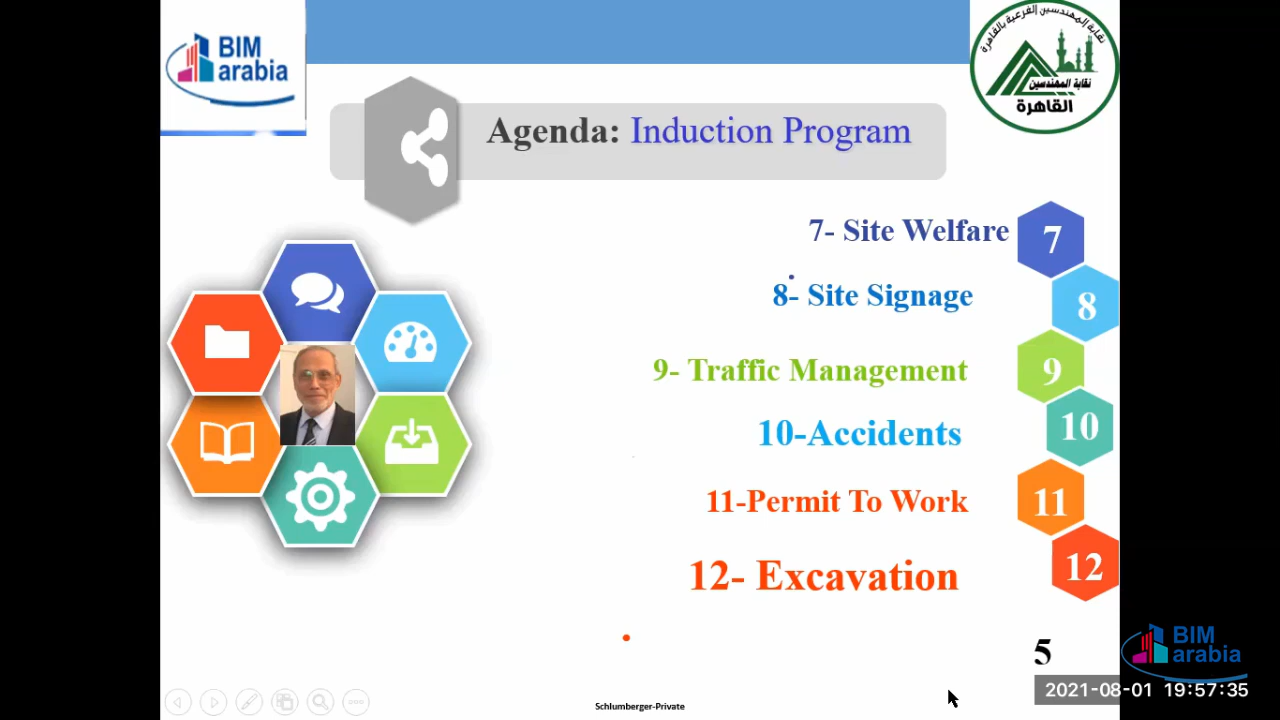 BIM
arabia
نقابة المهندسين الفرعية بالقاهرة
نقابة المهندسين
القاهرة
Agenda: Induction Program
7- Site Welfare
7
8- Site Signage
8
9- Traffic Management
9
10-Accidents
10
11-Permit To Work
11
12- Excavation
12
5
BIM
arabia
2021-08-01 19:57:35
Schlumberger-Private